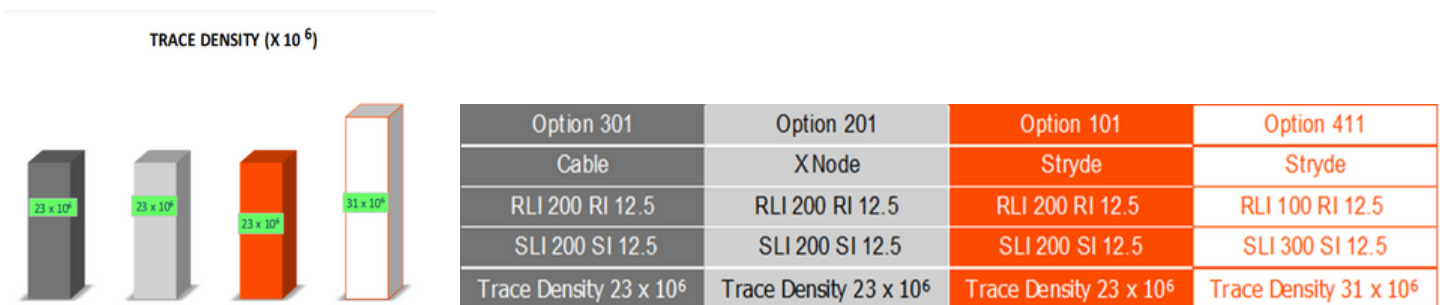 TRACE DENSITY (X 10 ⁶)
23 x 10⁶
23 x 10⁶
23 x 10⁶
31 x 10⁶
Option 301 Option 201 Option 101 Option 411
Cable X Node Stryde Stryde
RLI 200 RI 12.5 RLI 200 RI 12.5 RLI 200 RI 12.5 RLI 100 RI 12.5
SLI 200 SI 12.5 SLI 200 SI 12.5 SLI 200 SI 12.5 SLI 300 SI 12.5
Trace Density 23 x 10⁶ Trace Density 23 x 10⁶ Trace Density 23 x 10⁶ Trace Density 31 x 10⁶